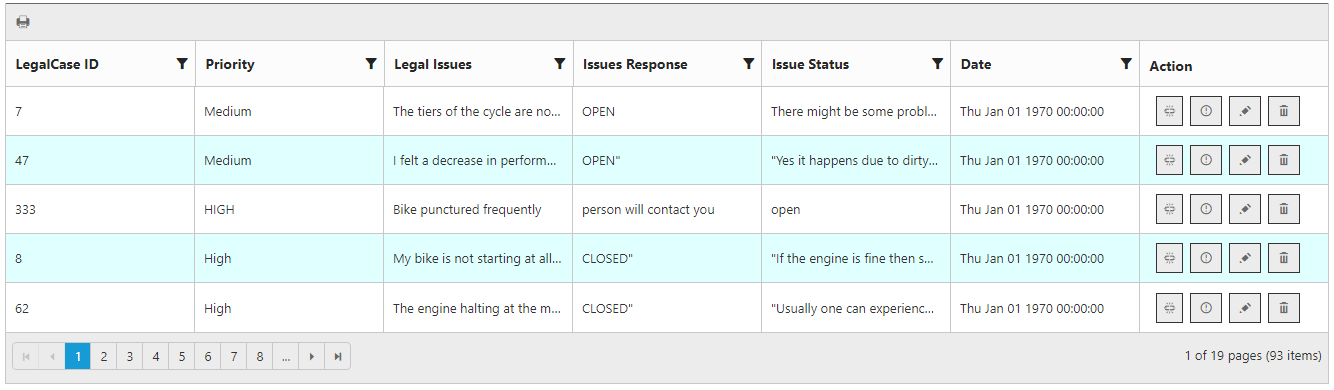 LegalCase ID Priority Legal Issues Issues Response Issue Status Date Action
7 Medium The tiers of the cycle are no... OPEN There might be some probl... Thu Jan 01 1970 00:00:00
47 Medium I felt a decrease in perform... OPEN" "Yes it happens due to dirty... Thu Jan 01 1970 00:00:00
333 HIGH Bike punctured frequently person will contact you open Thu Jan 01 1970 00:00:00
8 High My bike is not starting at all... CLOSED" "If the engine is fine then s... Thu Jan 01 1970 00:00:00
62 High The engine halting at the m... CLOSED" "Usually one can experienc... Thu Jan 01 1970 00:00:00
1 2 3 4 5 6 7 8 ... 1 of 19 pages (93 items)